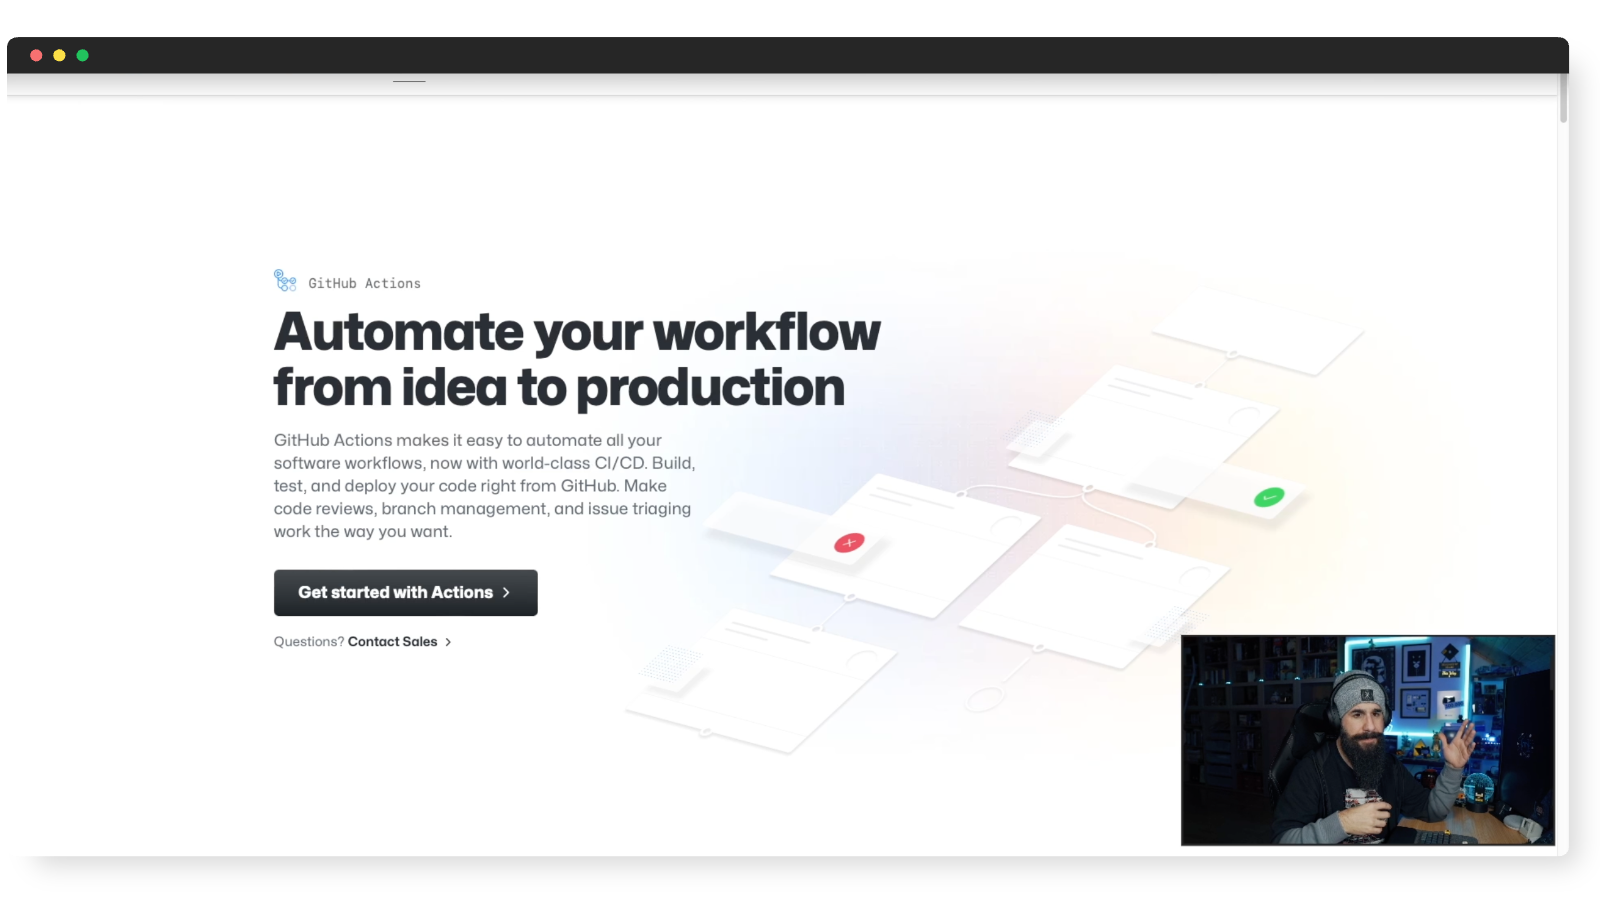 GitHub Actions
Automate your workflow
from idea to production
GitHub Actions makes it easy to automate all your
software workflows, now with world-class CI/CD. Build,
test, and deploy your code right from GitHub. Make
code reviews, branch management, and issue triaging
work the way you want.
Get started with Actions
Questions? Contact Sales